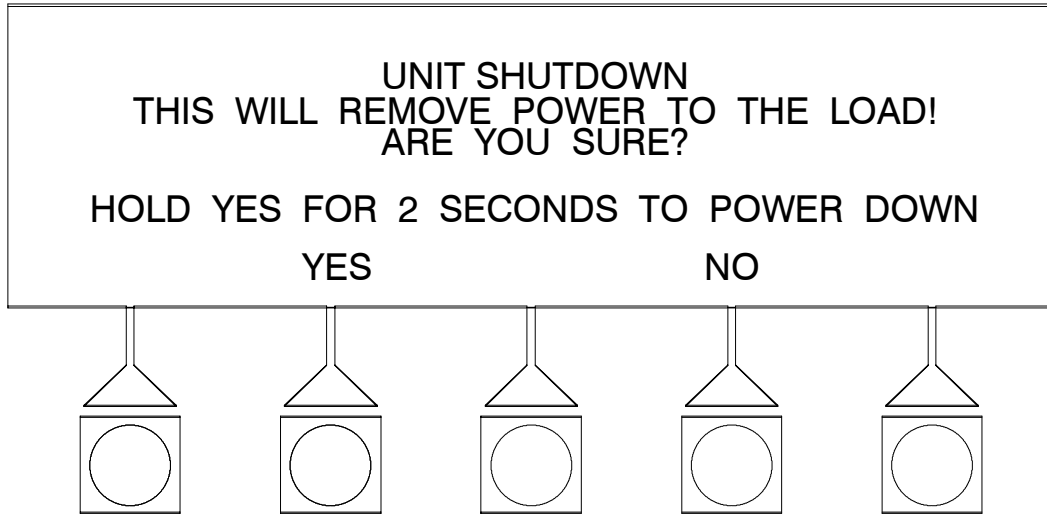 UNIT SHUTDOWN
THIS WILL REMOVE POWER TO THE LOAD!
ARE YOU SURE?
HOLD YES FOR 2 SECONDS TO POWER DOWN
YES NO